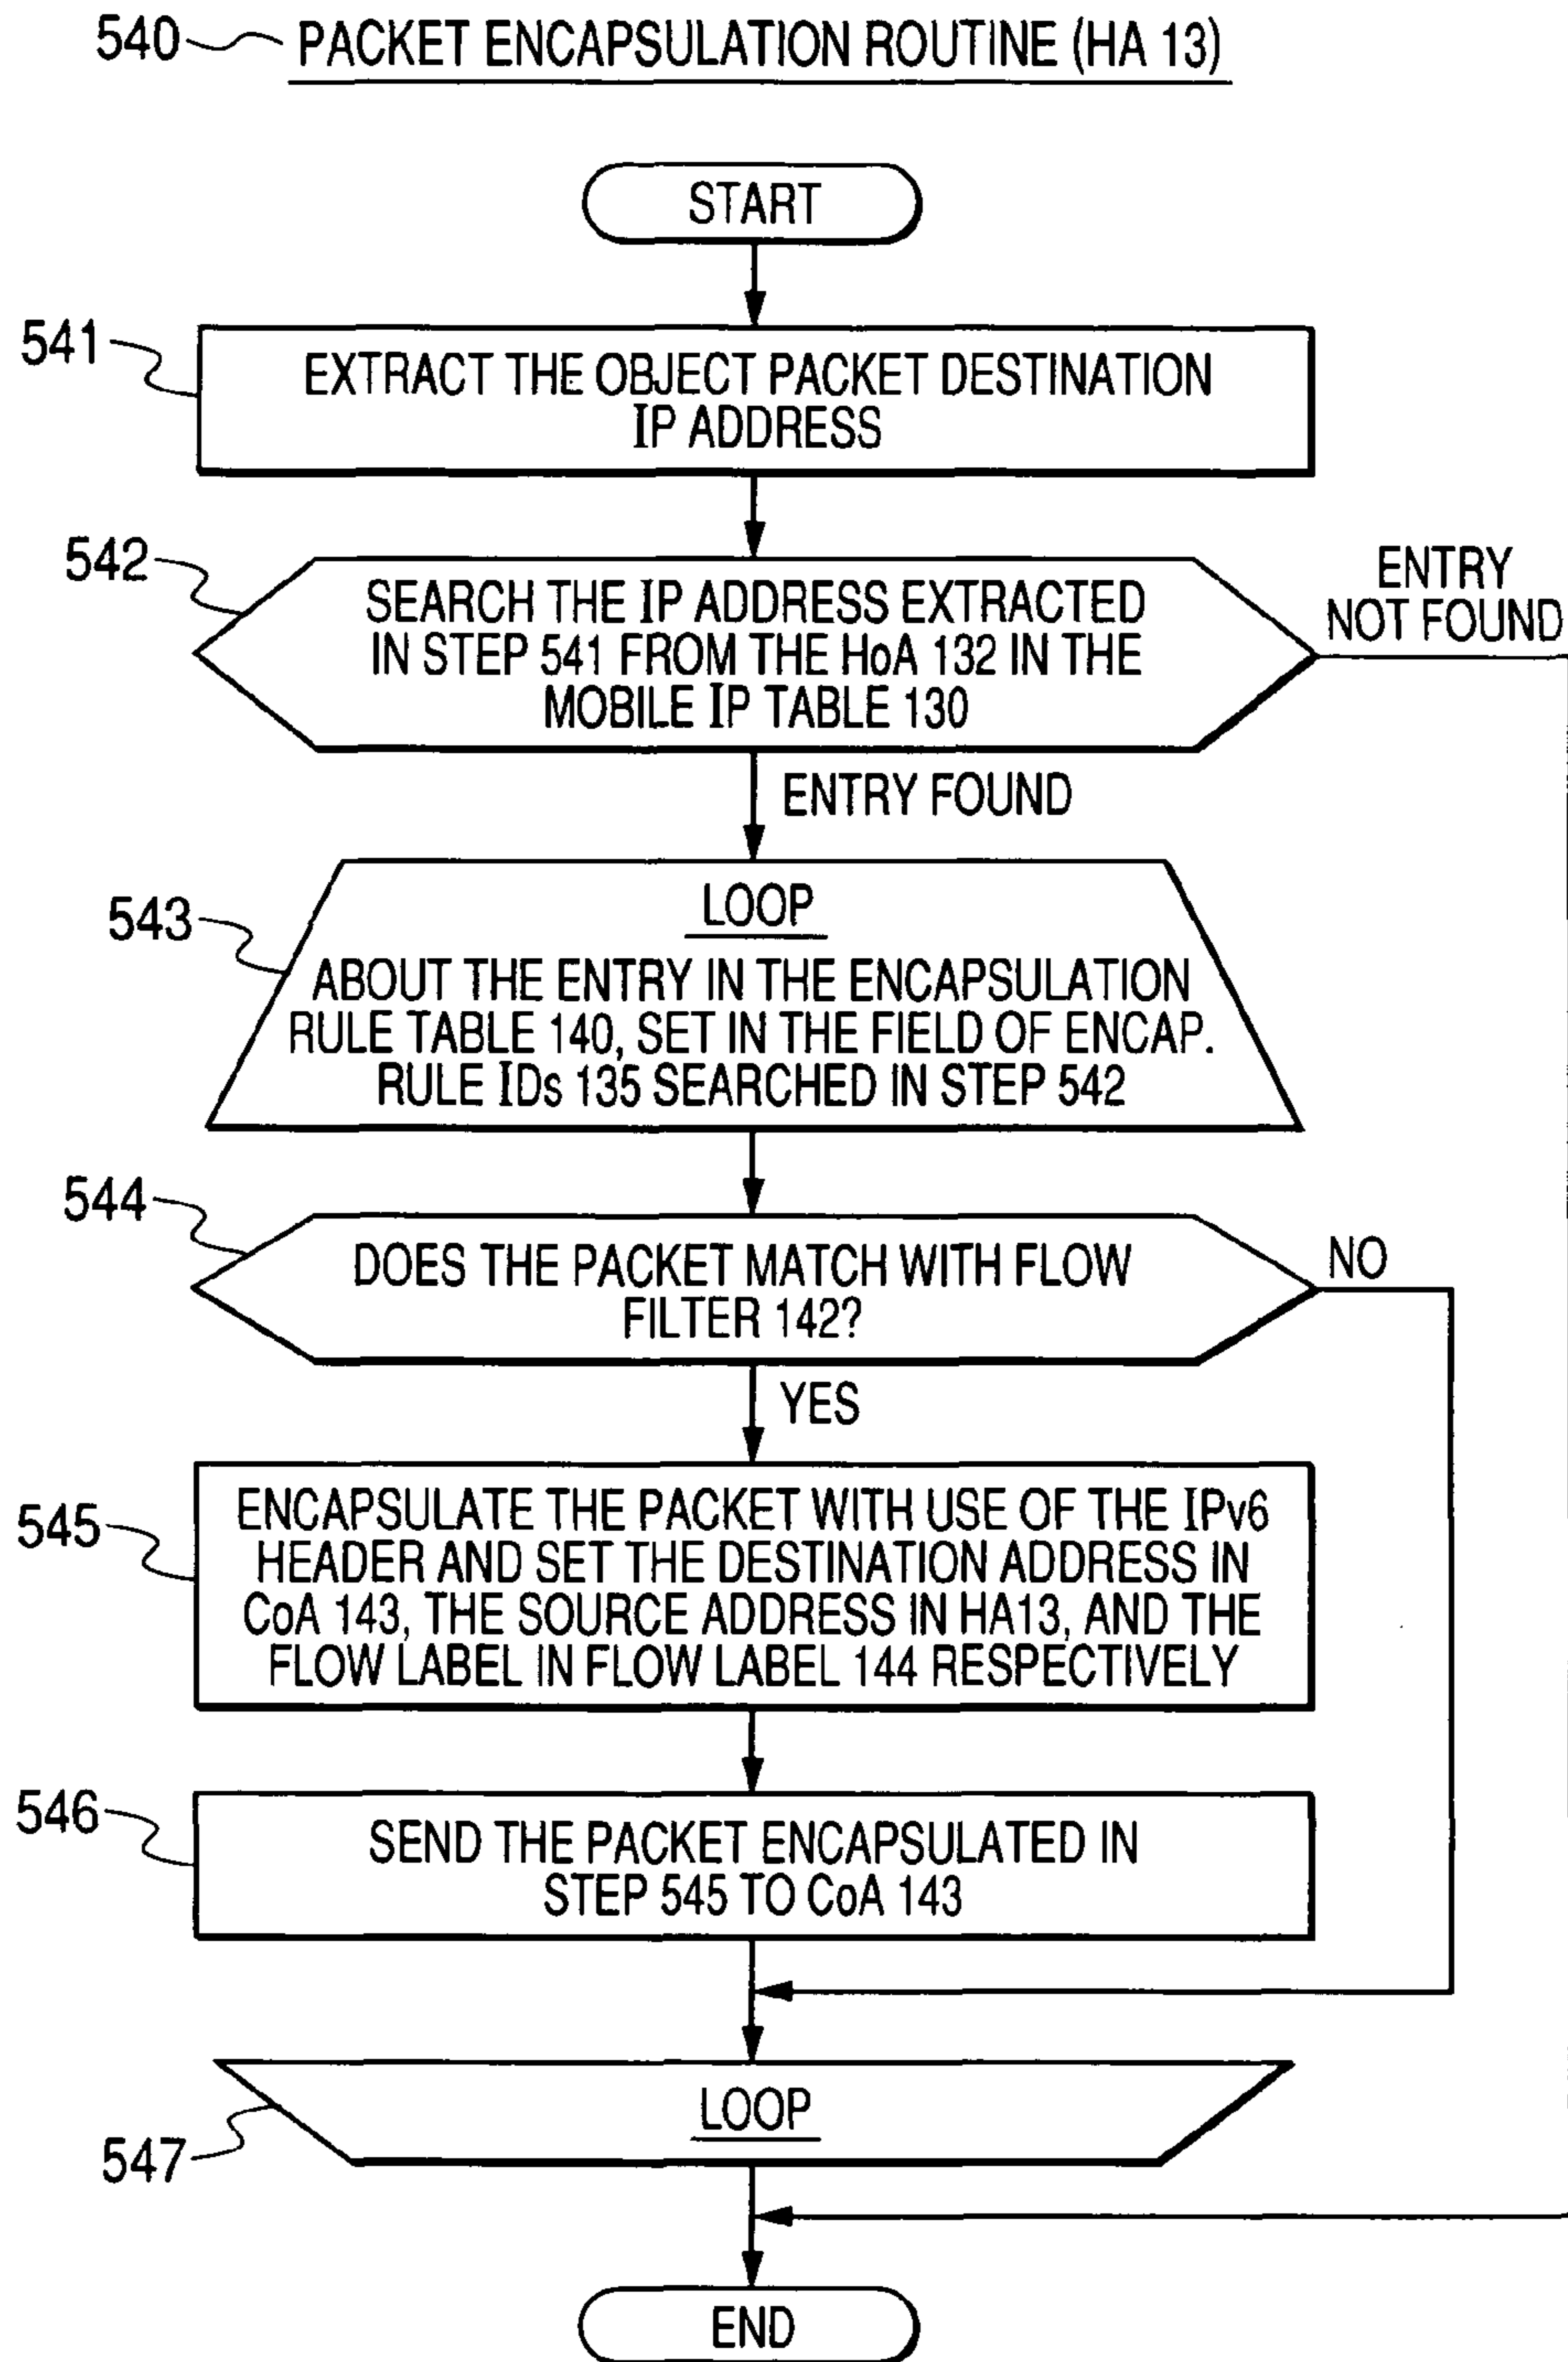 540 PACKET ENCAPSULATION ROUTINE (HA 13)
START
541
EXTRACT THE OBJECT PACKET DESTINATION
IP ADDRESS
542
SEARCH THE IP ADDRESS EXTRACTED
IN STEP 541 FROM THE HoA 132 IN THE
MOBILE IP TABLE 130
ENTRY
NOT FOUND
ENTRY FOUND
543
LOOP
ABOUT THE ENTRY IN THE ENCAPSULATION
RULE TABLE 140, SET IN THE FIELD OF ENCAP.
RULE IDs 135 SEARCHED IN STEP 542
544
DOES THE PACKET MATCH WITH FLOW
FILTER 142?
NO
YES
545
ENCAPSULATE THE PACKET WITH USE OF THE IPv6
HEADER AND SET THE DESTINATION ADDRESS IN
CoA 143, THE SOURCE ADDRESS IN HA13, AND THE
FLOW LABEL IN FLOW LABEL 144 RESPECTIVELY
546
SEND THE PACKET ENCAPSULATED IN
STEP 545 TO CoA 143
LOOP
547
END